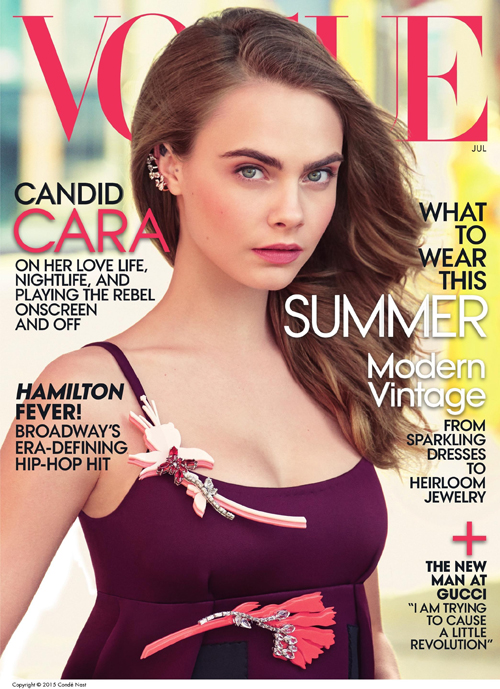 VOGUE
JUL
CANDID
CARA
ON HER LOVE LIFE,
NIGHTLIFE, AND
PLAYING THE REBEL
ONSCREEN
AND OFF
HAMILTON
FEVER!
BROADWAY'S
ERA-DEFINING
HIP-HOP HIT
WHAT
TO
WEAR
THIS
SUMMER
Modern
Vintage
FROM
SPARKLING
DRESSES
TO
HEIRLOOM
JEWELRY
+
THE NEW
MAN AT
GUCCI
“I AM TRYING
TO CAUSE
A LITTLE
REVOLUTION”
Copyright © 2015 Condé Nast